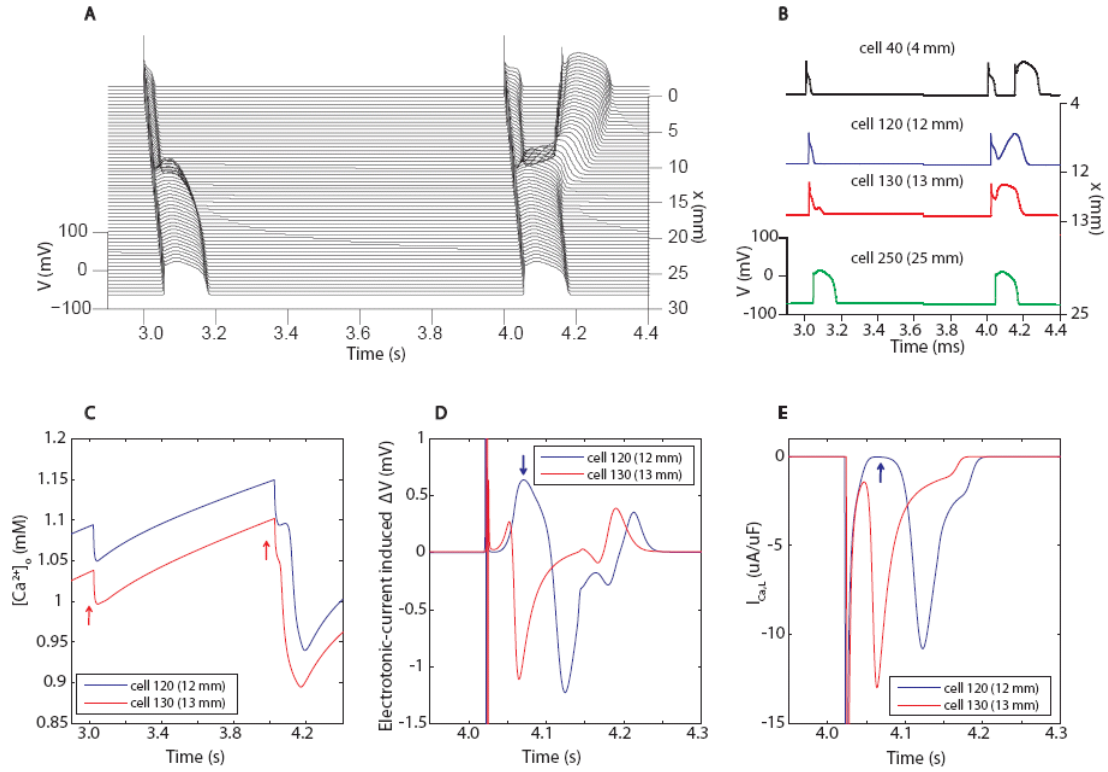 A
100
0
−100
V (mV)
3.0
3.2
3.4
3.6
3.8
4.0
4.2
4.4
Time (s)
0
5
10
15
20
25
30
x (mm)
B
cell 40 (4 mm)
cell 120 (12 mm)
cell 130 (13 mm)
cell 250 (25 mm)
4
12
13
25
x (mm)
100
0
-100
V (mV)
3.0
3.2
3.4
3.6
3.8
4.0
4.2
4.4
Time (ms)
C
1.2
1.15
1.1
1.05
1
0.95
0.9
0.85
[Ca²⁺]ₒ (mM)
cell 120 (12 mm)
cell 130 (13 mm)
3.0
3.2
3.4
3.6
3.8
4.0
4.2
Time (s)
D
1
0.5
0
-0.5
-1
-1.5
Electrotonic-current induced ΔV (mV)
cell 120 (12 mm)
cell 130 (13 mm)
4.0
4.1
4.2
4.3
Time (s)
E
0
-5
-10
-15
I Ca,L (uA/uF)
cell 120 (12 mm)
cell 130 (13 mm)
4.0
4.1
4.2
4.3
Time (s)